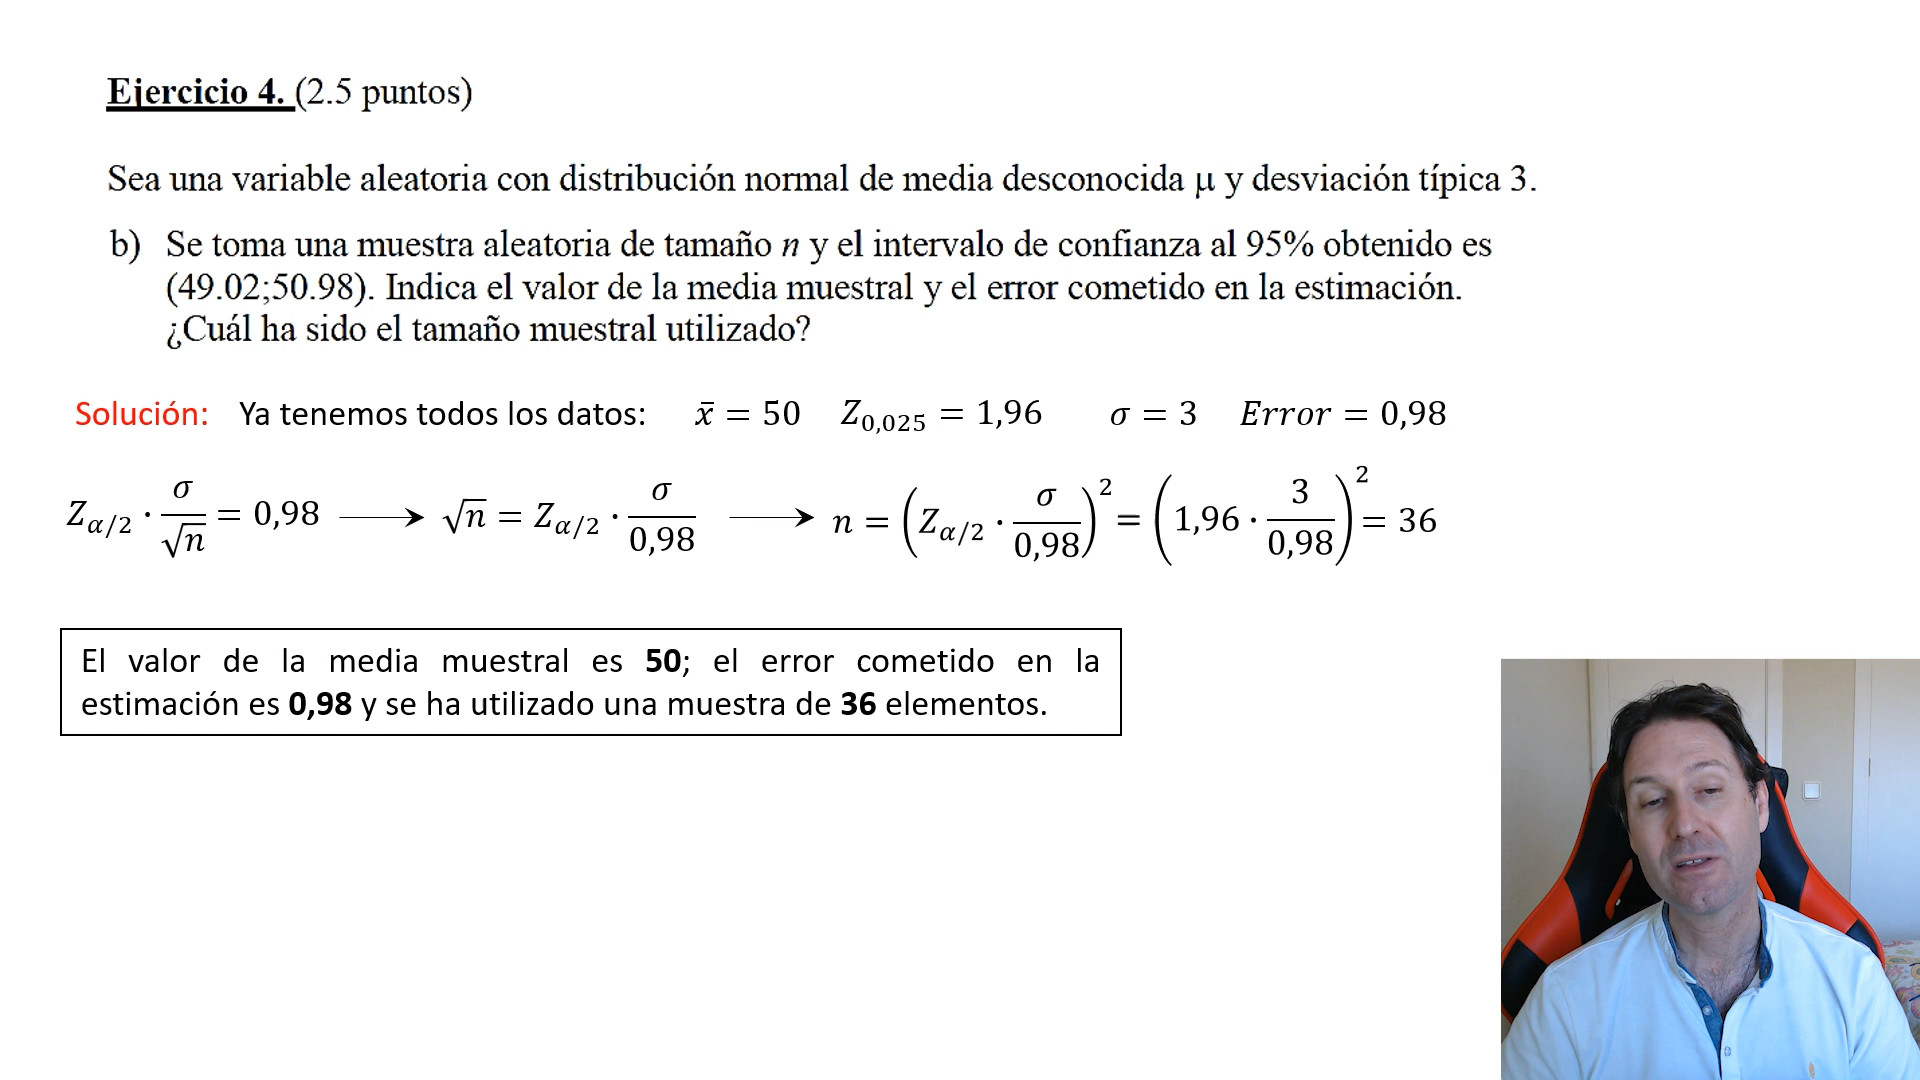 Ejercicio 4. (2.5 puntos)
Sea una variable aleatoria con distribución normal de media desconocida μ y desviación típica 3.
b) Se toma una muestra aleatoria de tamaño n y el intervalo de confianza al 95% obtenido es
(49.02;50.98). Indica el valor de la media muestral y el error cometido en la estimación.
¿Cuál ha sido el tamaño muestral utilizado?
Solución: Ya tenemos todos los datos: x̄ = 50 Z₀,₀₂₅ = 1,96 σ = 3 Error = 0,98
Z_{α/2} · σ/√n = 0,98 ⟶ √n = Z_{α/2} · σ/0,98 ⟶ n = (Z_{α/2} · σ/0,98)² = (1,96 · 3/0,98)² = 36
El valor de la media muestral es 50; el error cometido en la
estimación es 0,98 y se ha utilizado una muestra de 36 elementos.